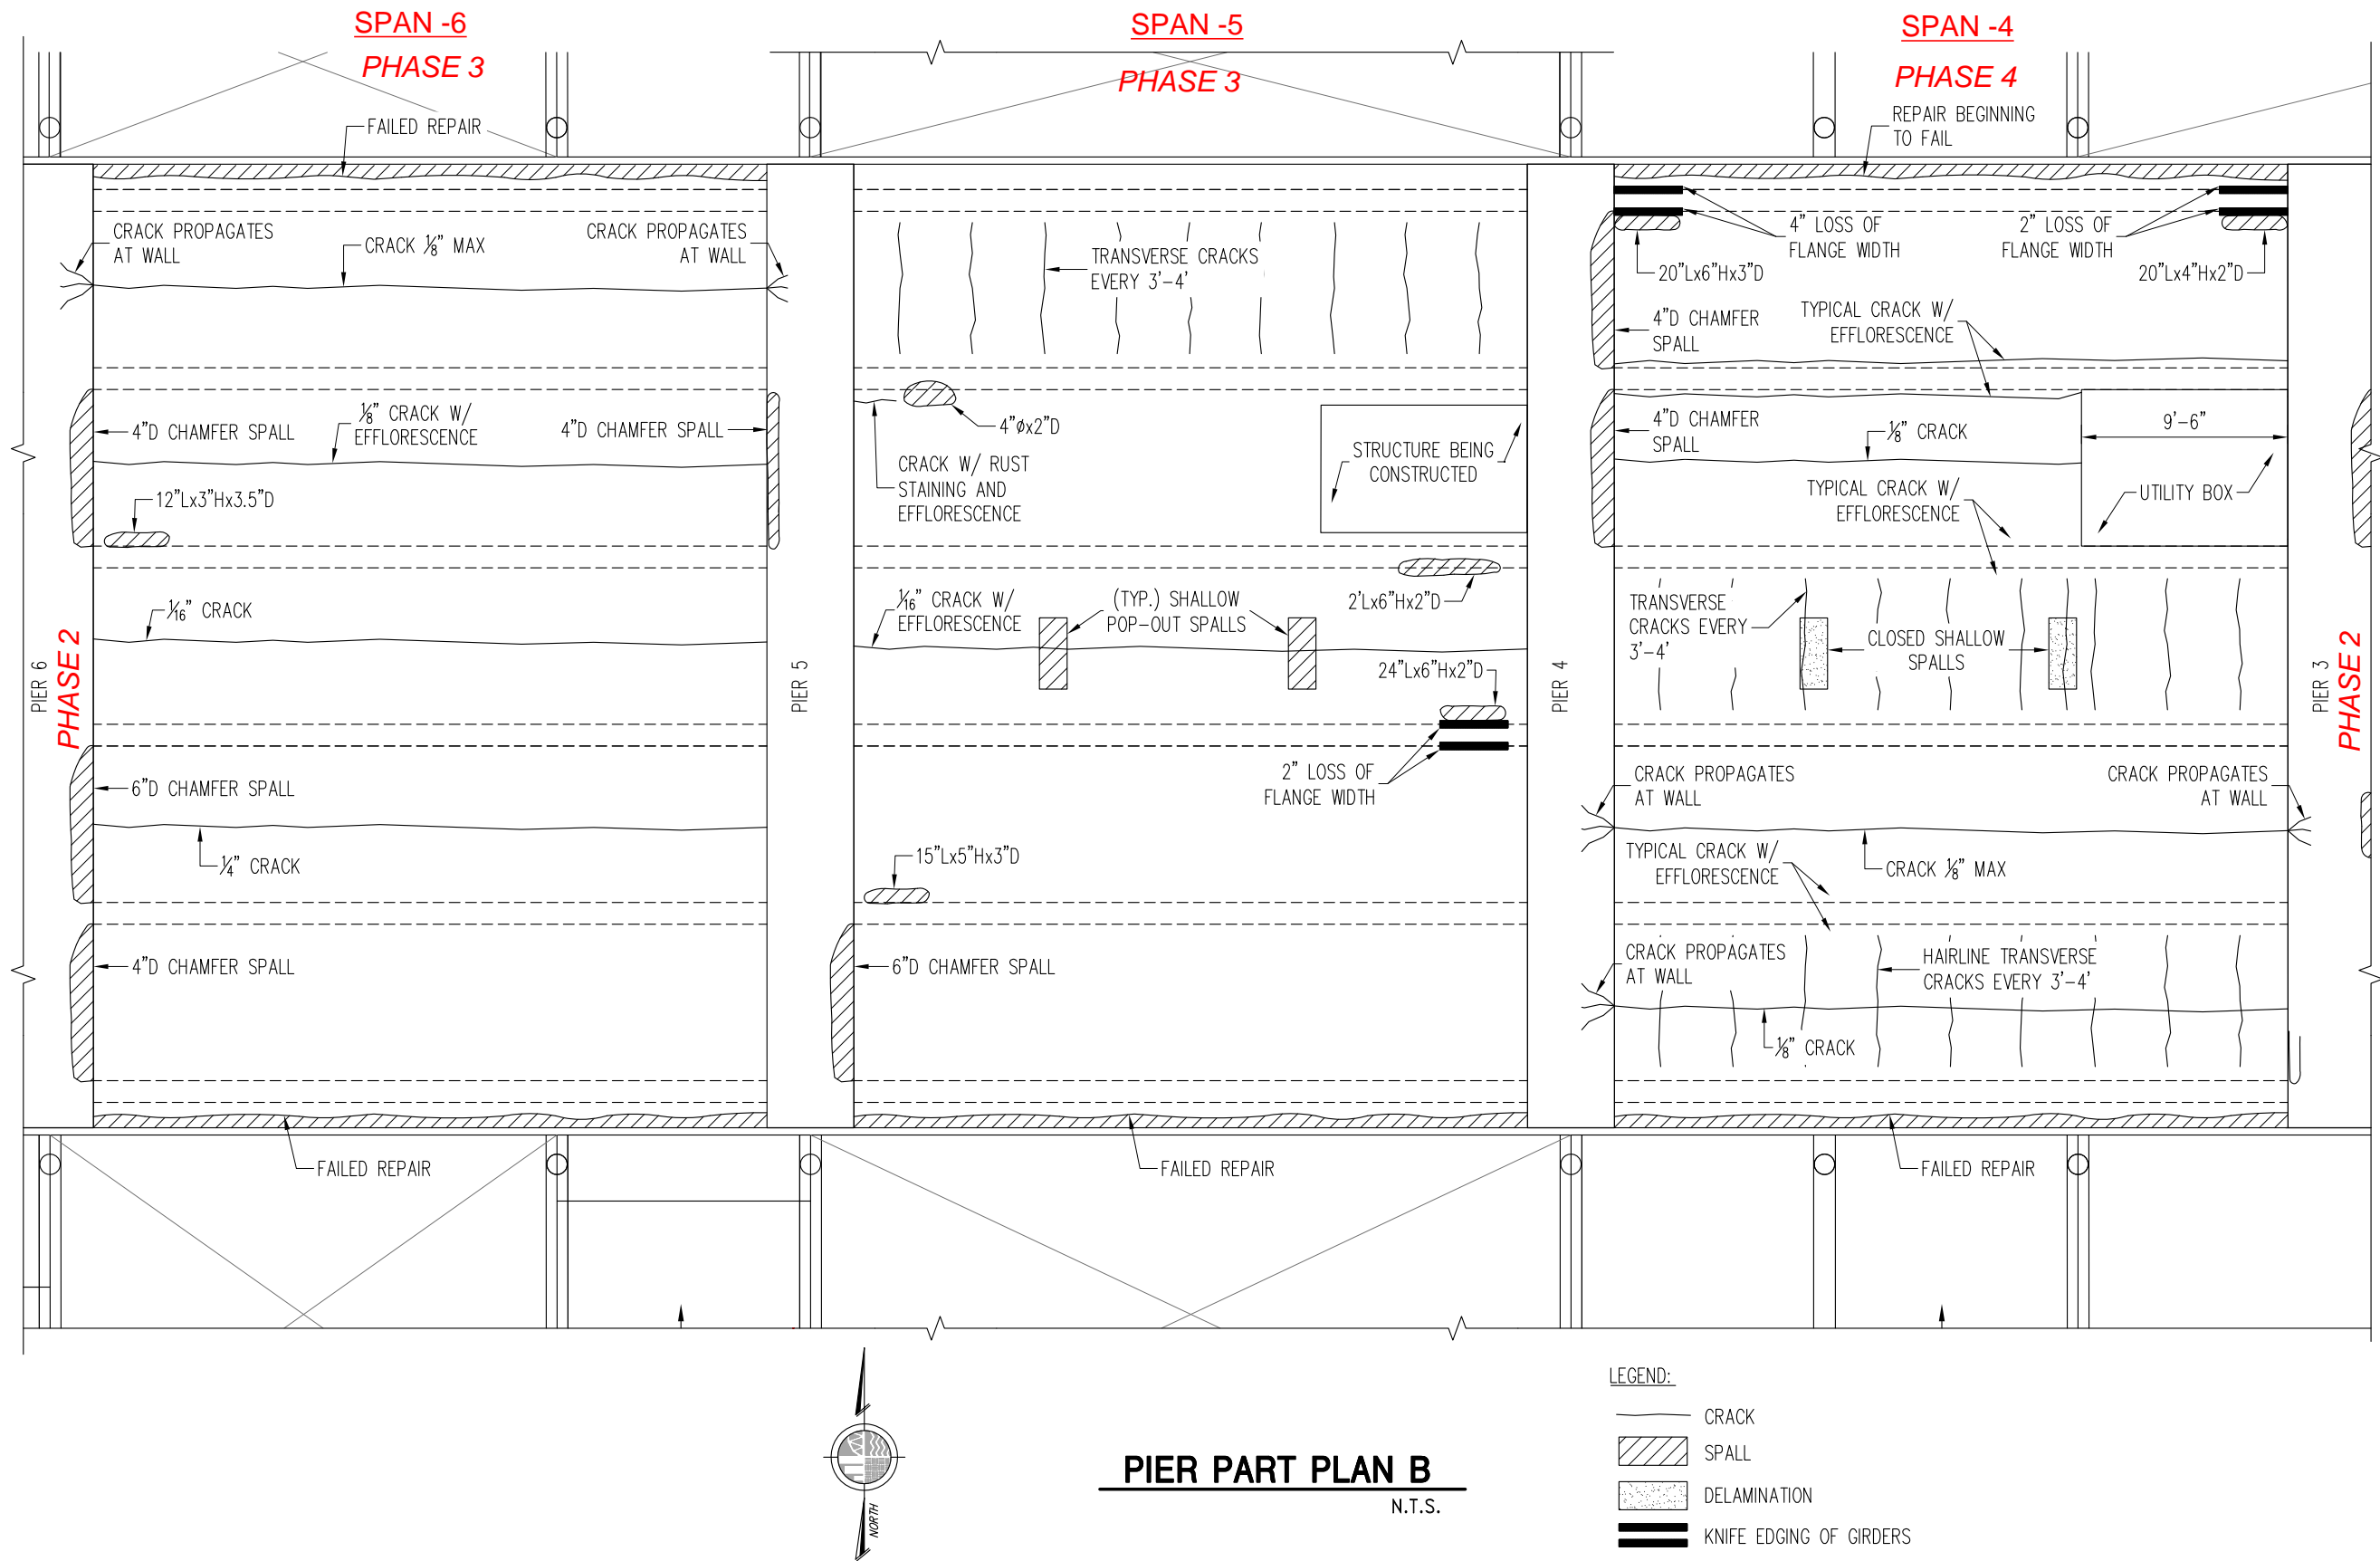 SPAN -6
PHASE 3
SPAN -5
PHASE 3
SPAN -4
PHASE 4
FAILED REPAIR
REPAIR BEGINNING
TO FAIL
CRACK PROPAGATES
AT WALL
CRACK ⅛" MAX
CRACK PROPAGATES
AT WALL
4"D CHAMFER SPALL
⅛" CRACK W/
EFFLORESCENCE
4"D CHAMFER SPALL
12"Lx3"Hx3.5"D
1/16" CRACK
PIER 6
PHASE 2
6"D CHAMFER SPALL
¼" CRACK
4"D CHAMFER SPALL
FAILED REPAIR
PIER 5
TRANSVERSE CRACKS
EVERY 3'-4'
4"øx2"D
CRACK W/ RUST
STAINING AND
EFFLORESCENCE
STRUCTURE BEING
CONSTRUCTED
1/16" CRACK W/
EFFLORESCENCE
(TYP.) SHALLOW
POP-OUT SPALLS
2'Lx6"Hx2"D
24"Lx6"Hx2"D
2" LOSS OF
FLANGE WIDTH
15"Lx5"Hx3"D
6"D CHAMFER SPALL
FAILED REPAIR
PIER 4
4" LOSS OF
FLANGE WIDTH
2" LOSS OF
FLANGE WIDTH
20"Lx6"Hx3"D
20"Lx4"Hx2"D
4"D CHAMFER
SPALL
TYPICAL CRACK W/
EFFLORESCENCE
4"D CHAMFER
SPALL
⅛" CRACK
9'-6"
TYPICAL CRACK W/
EFFLORESCENCE
UTILITY BOX
TRANSVERSE
CRACKS EVERY
3'-4'
CLOSED SHALLOW
SPALLS
PIER 3
PHASE 2
CRACK PROPAGATES
AT WALL
CRACK PROPAGATES
AT WALL
TYPICAL CRACK W/
EFFLORESCENCE
CRACK ⅛" MAX
CRACK PROPAGATES
AT WALL
HAIRLINE TRANSVERSE
CRACKS EVERY 3'-4'
⅛" CRACK
FAILED REPAIR
NORTH
PIER PART PLAN B
N.T.S.
LEGEND:
CRACK
SPALL
DELAMINATION
KNIFE EDGING OF GIRDERS